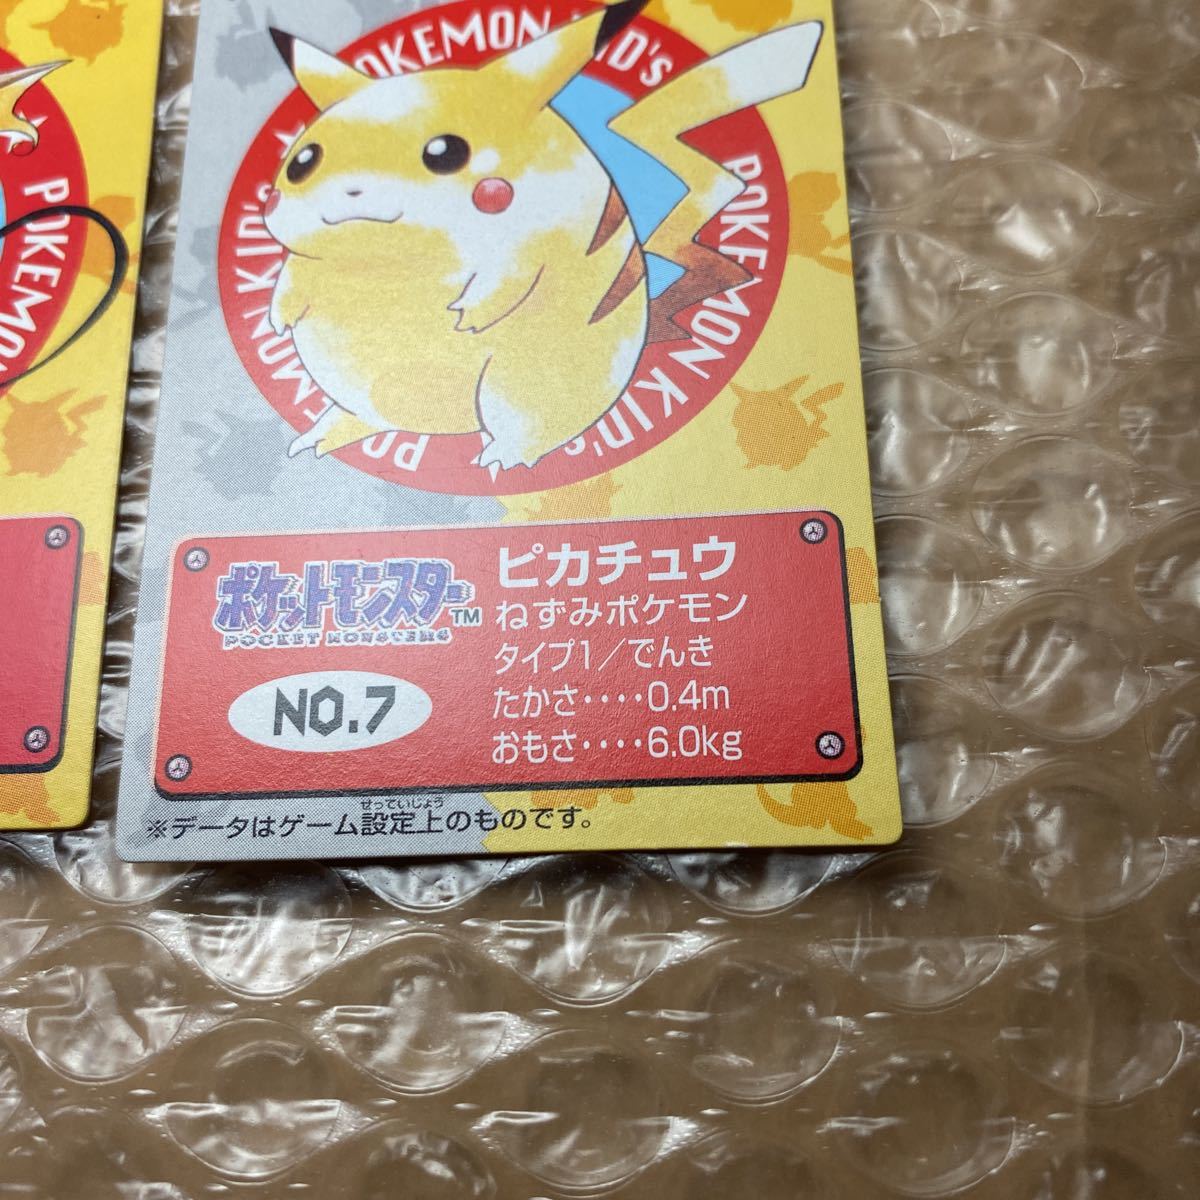 POKEMON KID's
POKEMON KID's
POKEMON KID's
POKEMON
ポケットモンスター TM
POCKET MONSTERS
NO.7
ピカチュウ
ねずみポケモン
タイプ1/でんき
たかさ‥‥0.4m
おもさ‥‥6.0kg
せっていじょう
※データはゲーム設定上のものです。